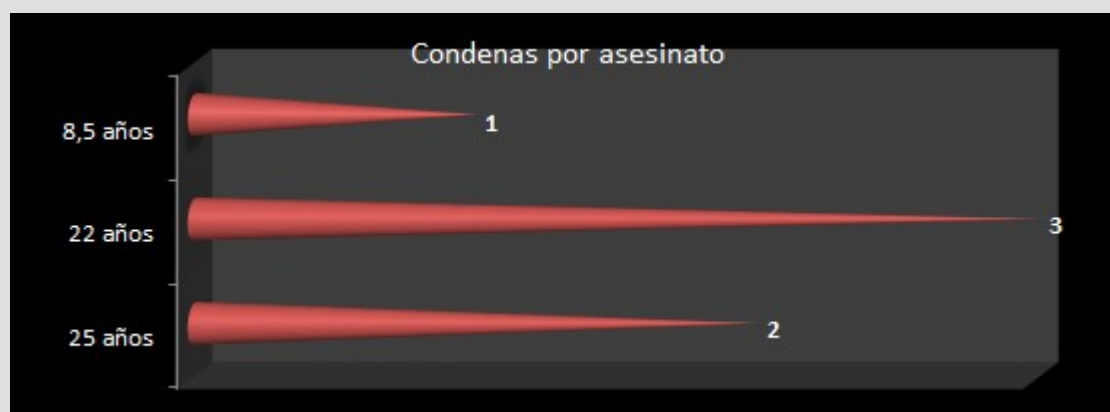 Condenas por asesinato
8,5 años
1
22 años
3
25 años
2